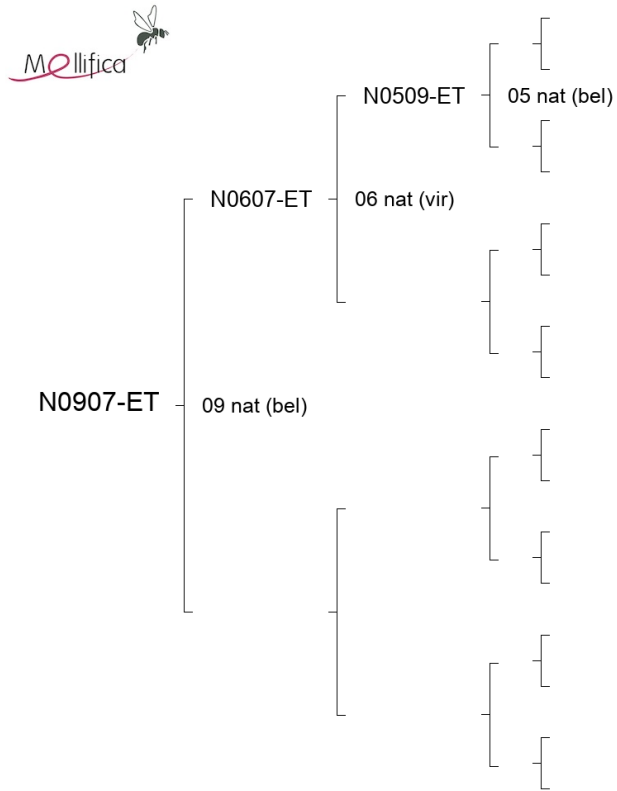 Mellifica
N0509-ET 05 nat (bel)
N0607-ET 06 nat (vir)
N0907-ET 09 nat (bel)